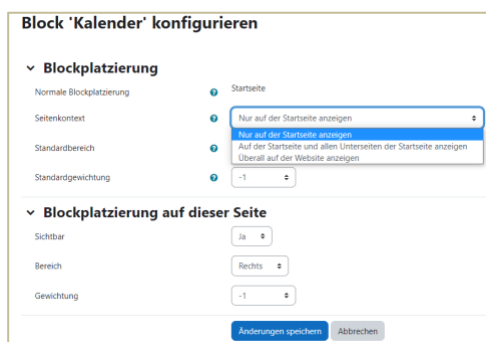 Block 'Kalender' konfigurieren
Blockplatzierung
Normale Blockplatzierung Startseite
Seitenkontext Nur auf der Startseite anzeigen
Nur auf der Startseite anzeigen
Auf der Startseite und allen Unterseiten der Startseite anzeigen
Standardbereich
Überall auf der Website anzeigen
Standardgewichtung -1
Blockplatzierung auf dieser Seite
Sichtbar Ja
Bereich Rechts
Gewichtung -1
Änderungen speichern Abbrechen